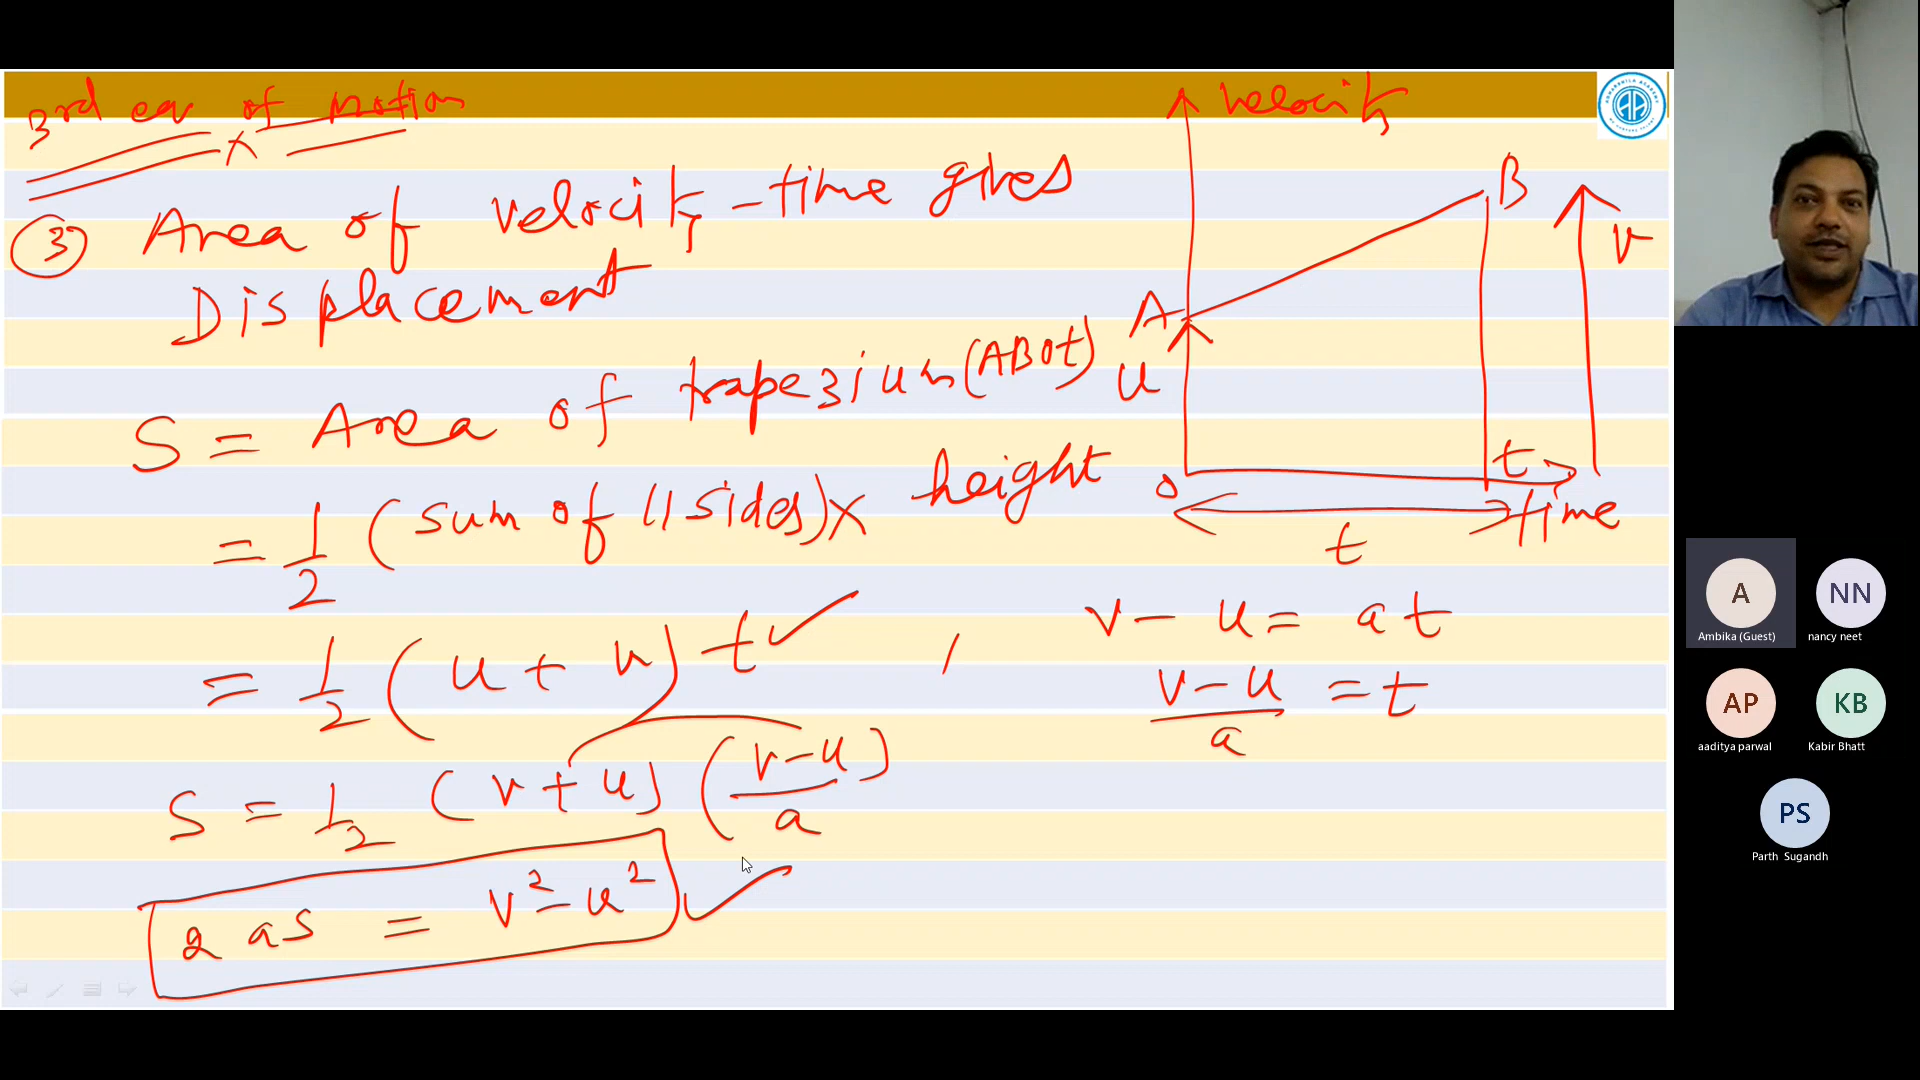 3rd eq of motion
③ Area of velocity-time gives
Displacement
S = Area of trapezium (ABOt)
= 1/2 (sum of || sides) x height
= 1/2 (u + u) t ✓,
S = 1/2 (v + u) (v - u / a)
2as = v² - u² ✓
velocity
B
v
A
u
O
t
time
t
v - u = at
v - u / a = t
A
Ambika (Guest)
NN
nancy neet
AP
aaditya parwal
KB
Kabir Bhatt
PS
Parth Sugandh